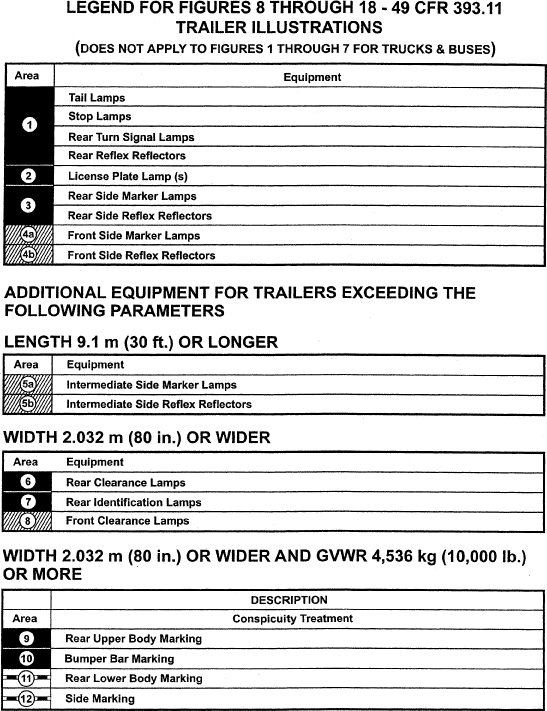 LEGEND FOR FIGURES 8 THROUGH 18 - 49 CFR 393.11
TRAILER ILLUSTRATIONS
(DOES NOT APPLY TO FIGURES 1 THROUGH 7 FOR TRUCKS & BUSES)
Area Equipment
1 Tail Lamps
Stop Lamps
Rear Turn Signal Lamps
Rear Reflex Reflectors
2 License Plate Lamp (s)
3 Rear Side Marker Lamps
Rear Side Reflex Reflectors
4a Front Side Marker Lamps
4b Front Side Reflex Reflectors
ADDITIONAL EQUIPMENT FOR TRAILERS EXCEEDING THE
FOLLOWING PARAMETERS
LENGTH 9.1 m (30 ft.) OR LONGER
Area Equipment
5a Intermediate Side Marker Lamps
5b Intermediate Side Reflex Reflectors
WIDTH 2.032 m (80 in.) OR WIDER
Area Equipment
6 Rear Clearance Lamps
7 Rear Identification Lamps
8 Front Clearance Lamps
WIDTH 2.032 m (80 in.) OR WIDER AND GVWR 4,536 kg (10,000 lb.)
OR MORE
DESCRIPTION
Area Conspicuity Treatment
9 Rear Upper Body Marking
10 Bumper Bar Marking
11 Rear Lower Body Marking
12 Side Marking